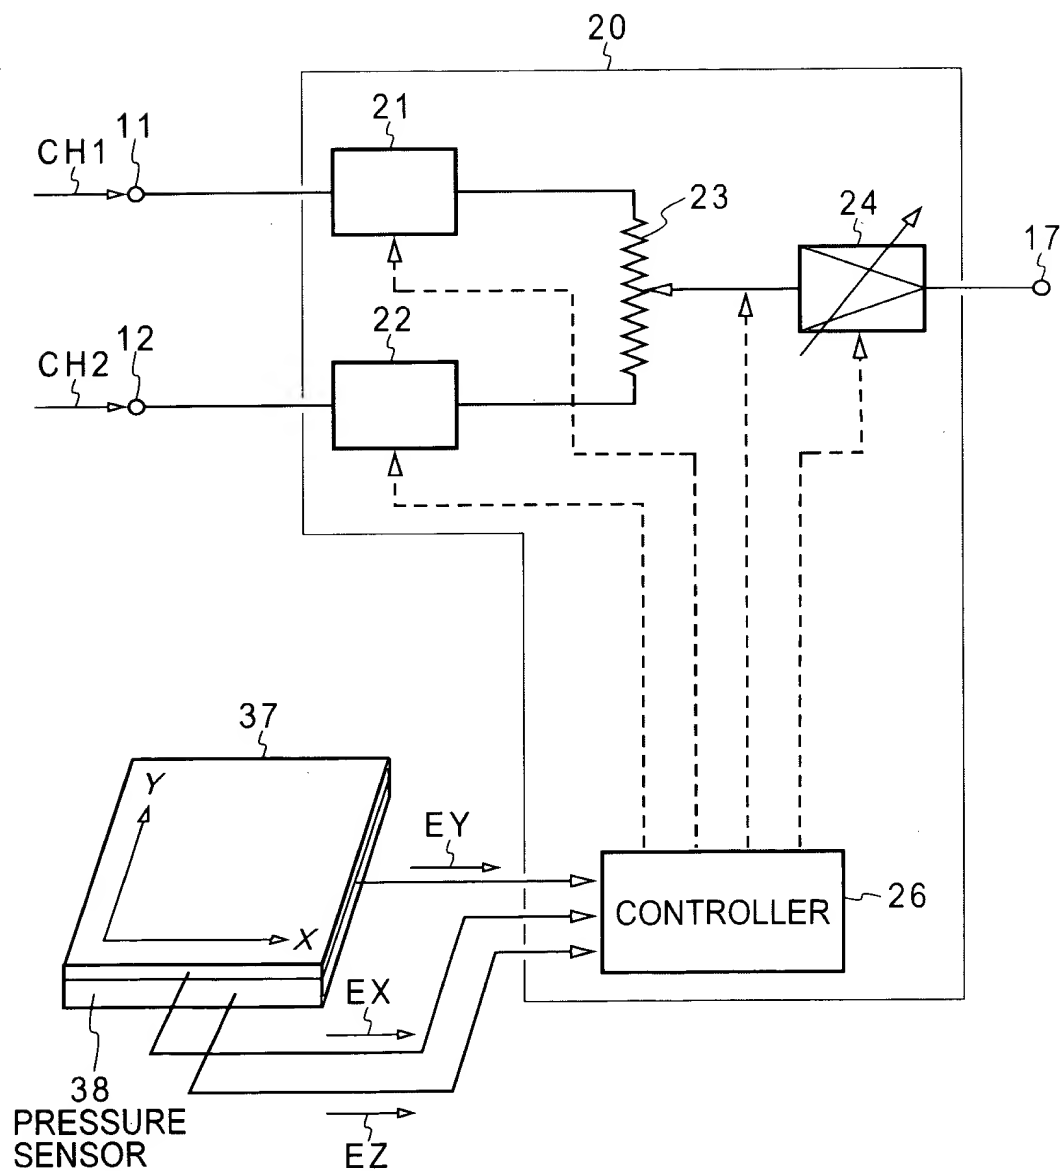 20
21
11
CH1
23
24
17
22
12
CH2
37
Y
EY
CONTROLLER
26
X
EX
38
PRESSURE
SENSOR
EZ